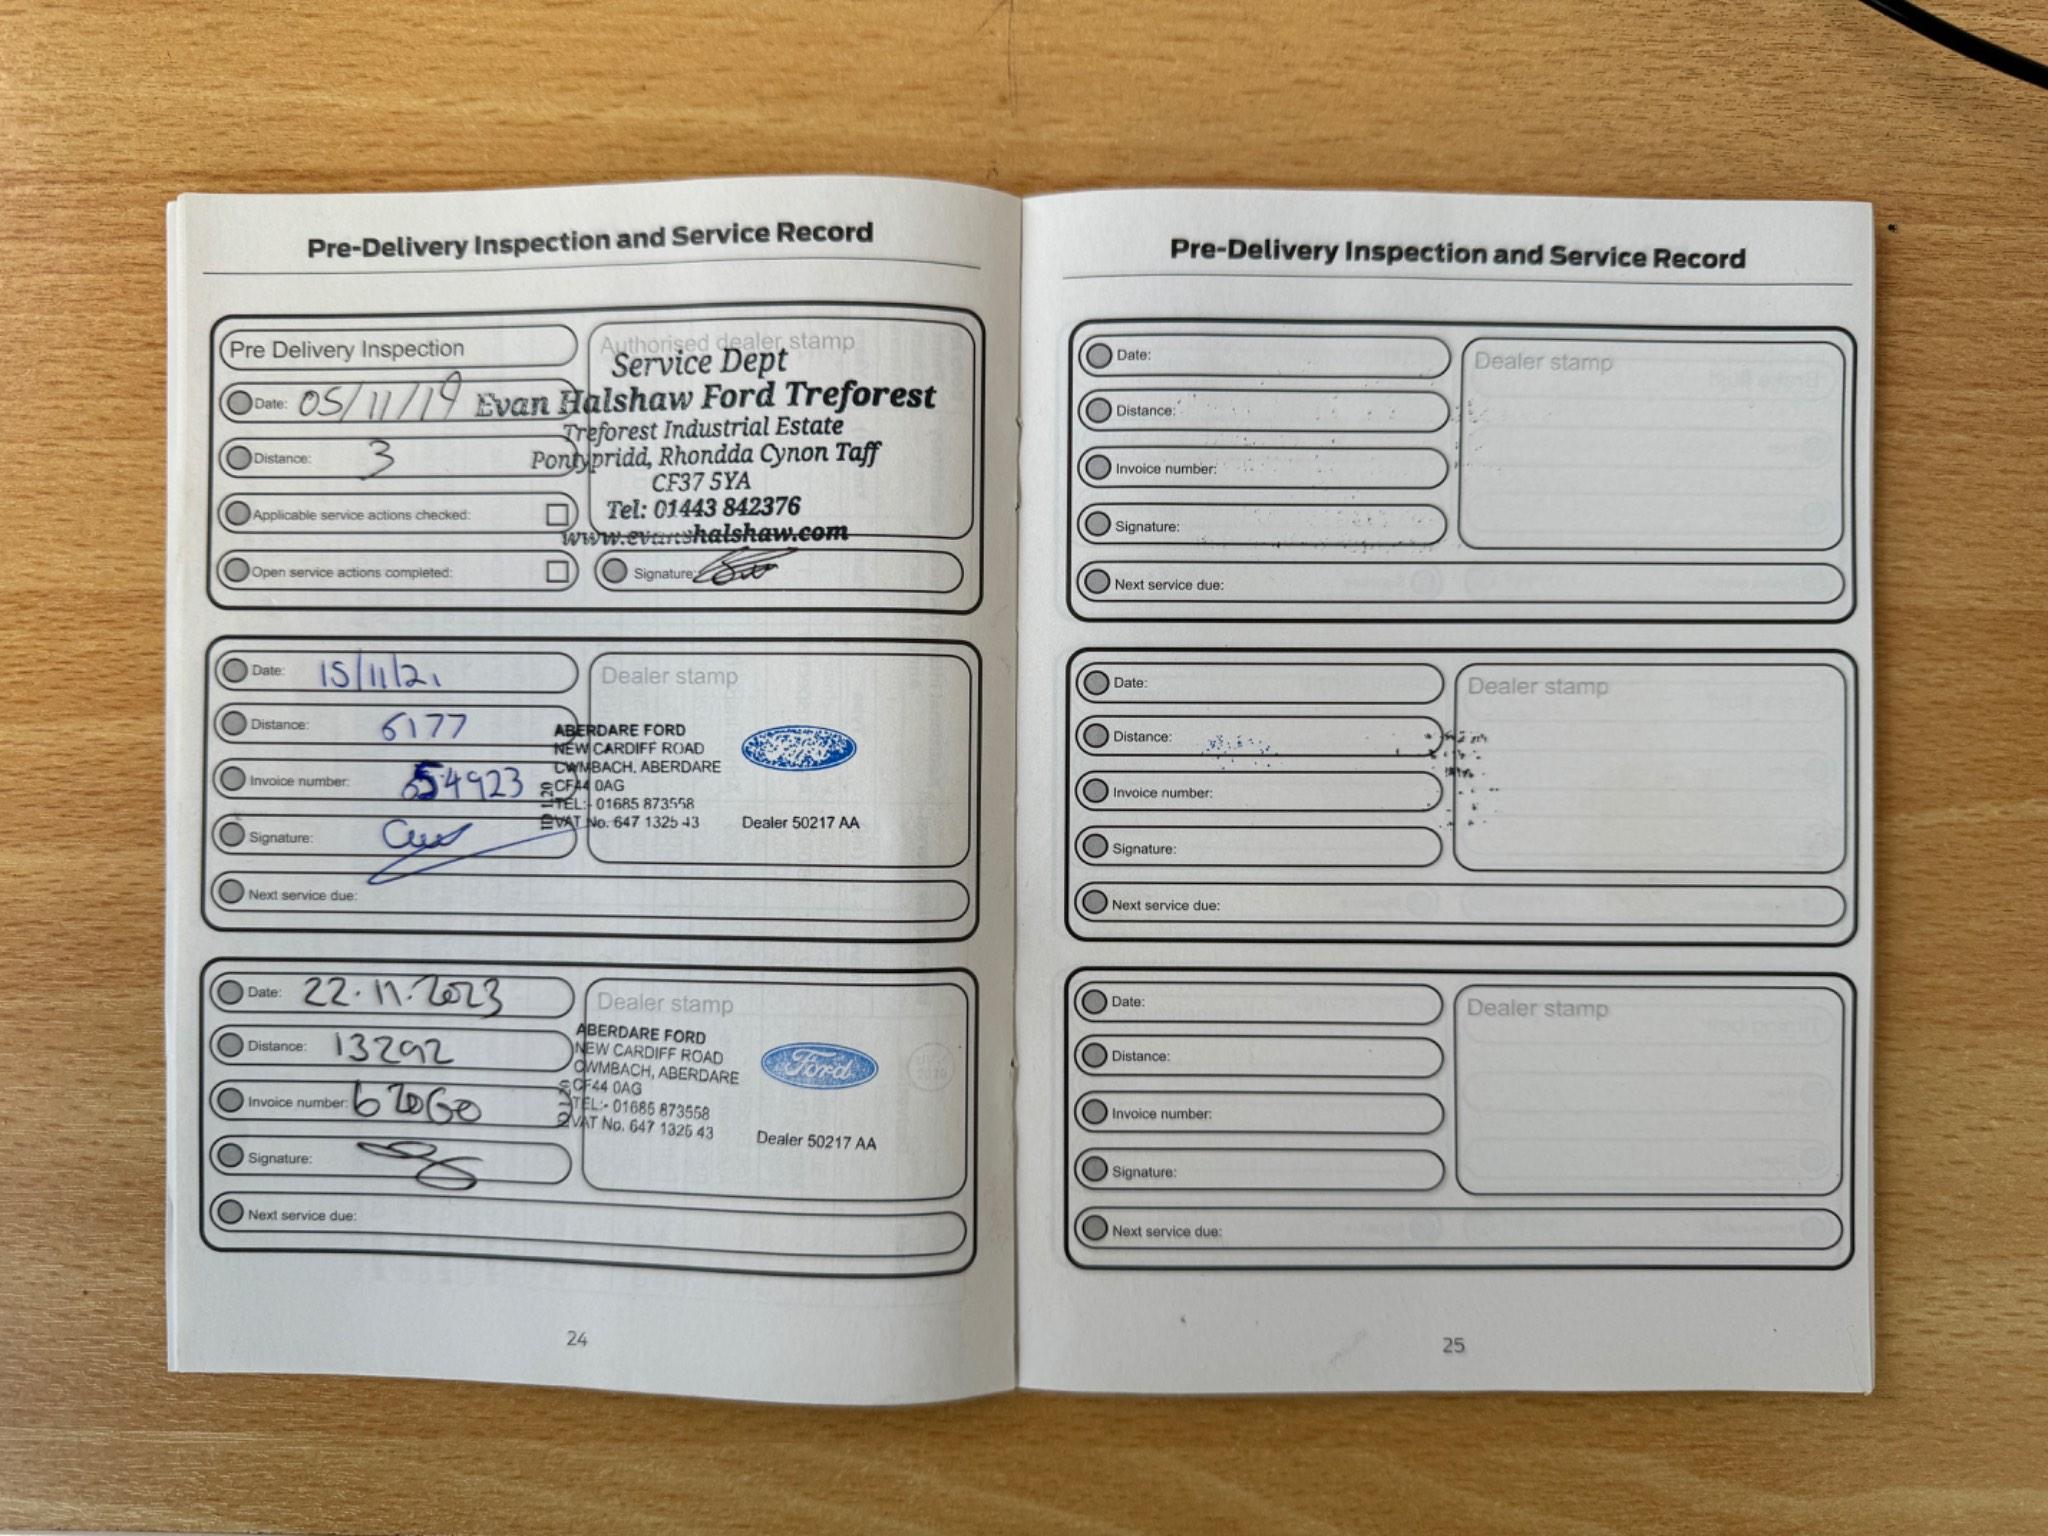 Pre-Delivery Inspection and Service Record
Pre Delivery Inspection
Date: 05/11/19
Distance: 3
Applicable service actions checked:
Open service actions completed:
Authorised dealer stamp
Service Dept
Evan Halshaw Ford Treforest
Treforest Industrial Estate
Pontypridd, Rhondda Cynon Taff
CF37 5YA
Tel: 01443 842376
www.evanshalshaw.com
Signature:
Date: 15/11/21
Distance: 6177
Invoice number: 54923
Signature:
Dealer stamp
ABERDARE FORD
NEW CARDIFF ROAD
CWMBACH, ABERDARE
CF44 0AG
TEL:- 01685 873558
VAT No. 647 1325 43
Dealer 50217 AA
Next service due:
Date: 22.11.2023
Distance: 13292
Invoice number: 62060
Signature:
Dealer stamp
ABERDARE FORD
NEW CARDIFF ROAD
CWMBACH, ABERDARE
CF44 0AG
TEL:- 01685 873558
VAT No. 647 1325 43
Ford
Dealer 50217 AA
Next service due:
24
Pre-Delivery Inspection and Service Record
Date:
Distance:
Invoice number:
Signature:
Dealer stamp
Next service due:
Date:
Distance:
Invoice number:
Signature:
Dealer stamp
Next service due:
Date:
Distance:
Invoice number:
Signature:
Dealer stamp
Next service due:
25